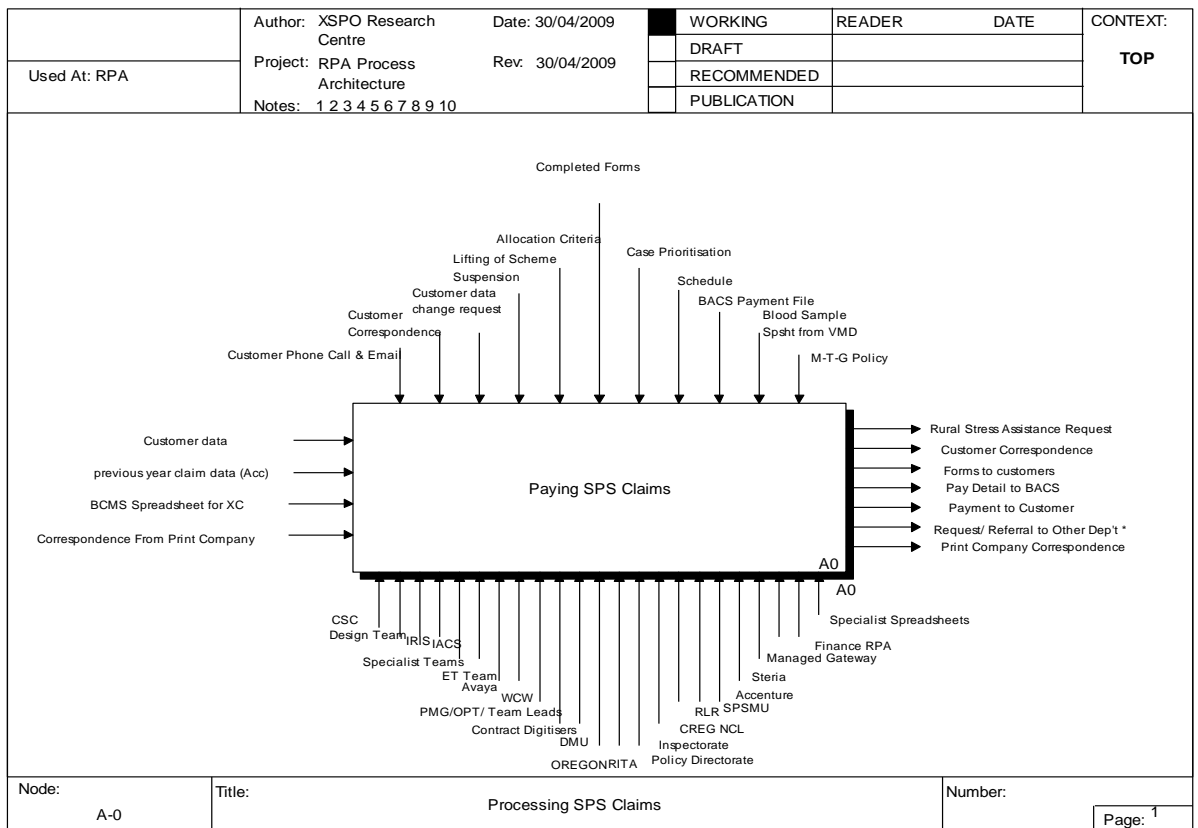 Used At: RPA
Author: XSPO Research
Centre
Date: 30/04/2009
Project: RPA Process
Architecture
Rev: 30/04/2009
Notes: 1 2 3 4 5 6 7 8 9 10
WORKING
DRAFT
RECOMMENDED
PUBLICATION
READER DATE
CONTEXT:
TOP
Completed Forms
Allocation Criteria
Case Prioritisation
Lifting of Scheme
Suspension
Schedule
Customer data
change request
BACS Payment File
Customer
Correspondence
Blood Sample
Spsht from VMD
Customer Phone Call & Email
M-T-G Policy
Customer data
previous year claim data (Acc)
BCMS Spreadsheet for XC
Correspondence From Print Company
Paying SPS Claims
A0
A0
Rural Stress Assistance Request
Customer Correspondence
Forms to customers
Pay Detail to BACS
Payment to Customer
Request/ Referral to Other Dep't *
Print Company Correspondence
CSC
Design Team
IRIS
IACS
Specialist Teams
ET Team
Avaya
WCW
PMG/OPT/ Team Leads
Contract Digitisers
DMU
OREGON
RITA
Policy Directorate
Inspectorate
CREG NCL
RLR
SPSMU
Accenture
Steria
Managed Gateway
Finance RPA
Specialist Spreadsheets
Node:
A-0
Title:
Processing SPS Claims
Number:
Page: 1